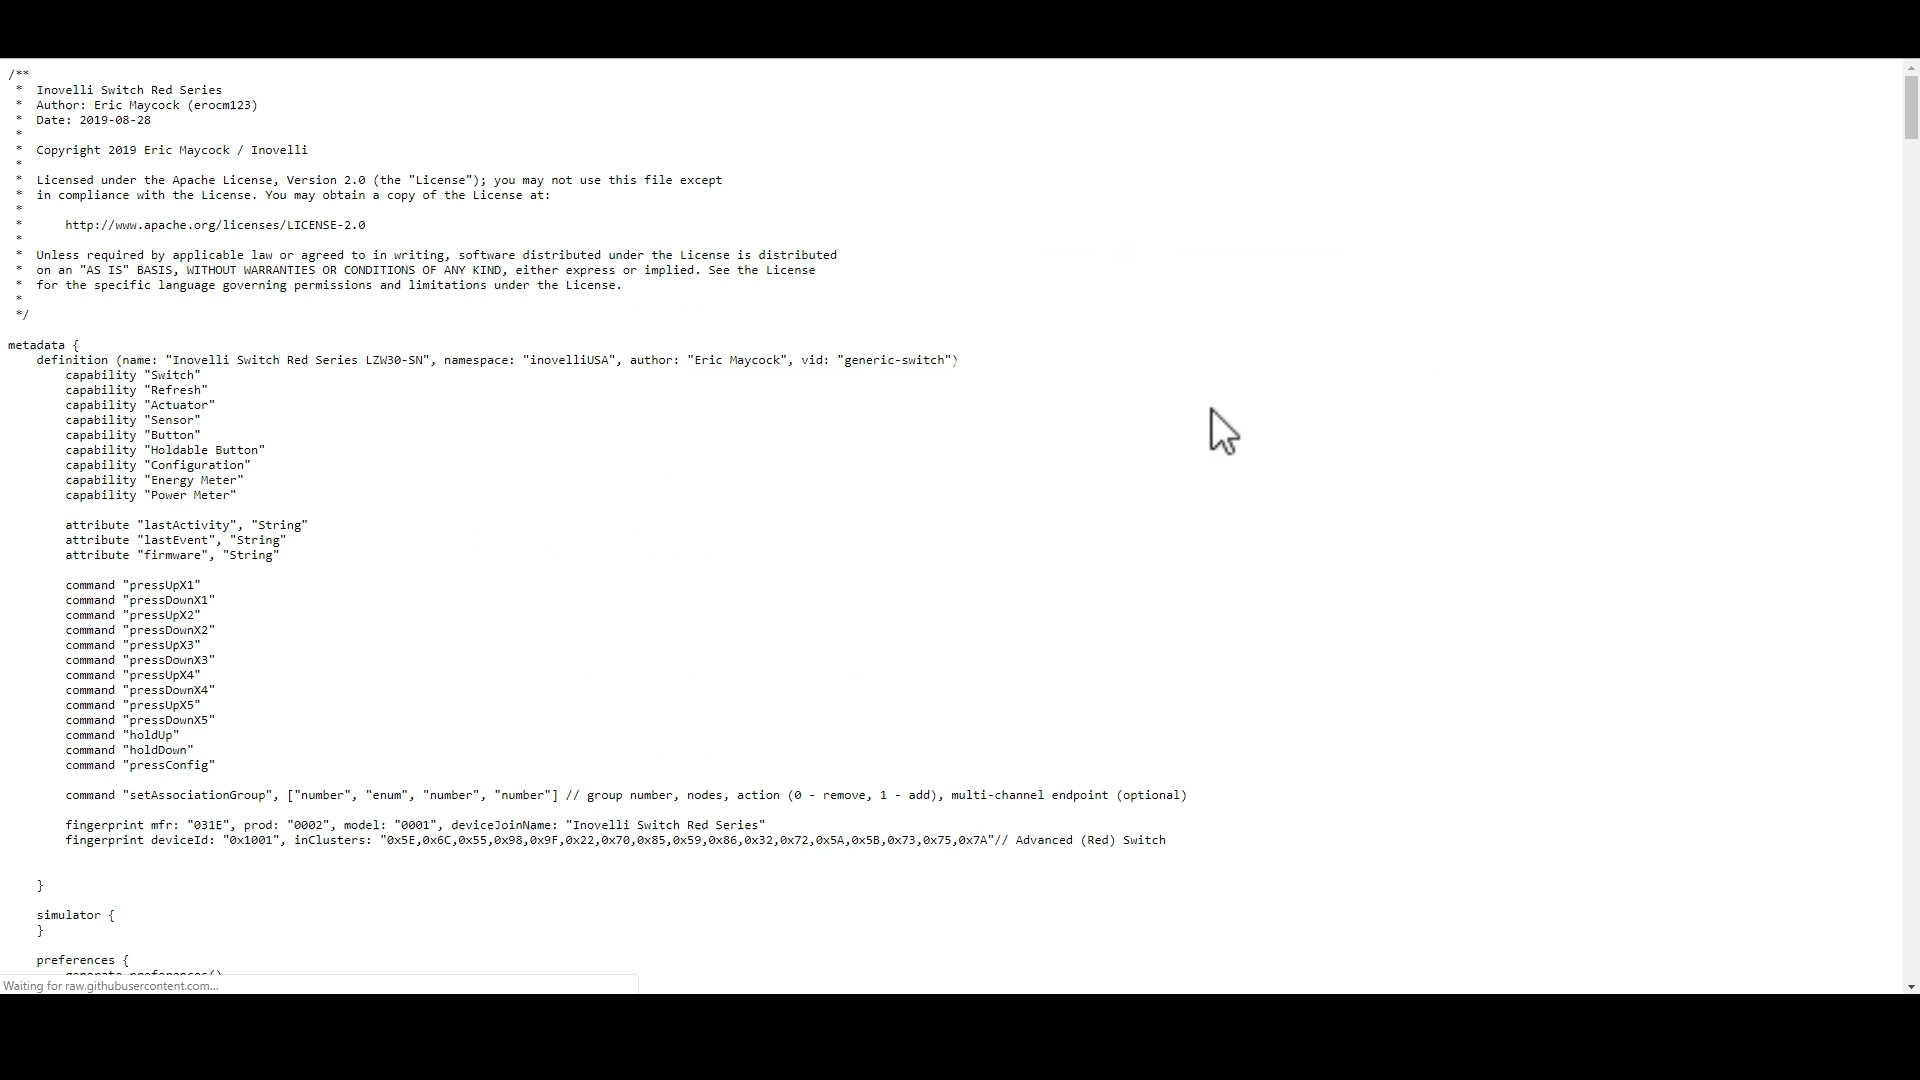 /**
 *  Inovelli Switch Red Series
 *  Author: Eric Maycock (erocm123)
 *  Date: 2019-08-28
 *
 *  Copyright 2019 Eric Maycock / Inovelli
 *
 *  Licensed under the Apache License, Version 2.0 (the "License"); you may not use this file except
 *  in compliance with the License. You may obtain a copy of the License at:
 *
 *      http://www.apache.org/licenses/LICENSE-2.0
 *
 *  Unless required by applicable law or agreed to in writing, software distributed under the License is distributed
 *  on an "AS IS" BASIS, WITHOUT WARRANTIES OR CONDITIONS OF ANY KIND, either express or implied. See the License
 *  for the specific language governing permissions and limitations under the License.
 *
 */
metadata {
    definition (name: "Inovelli Switch Red Series LZW30-SN", namespace: "inovelliUSA", author: "Eric Maycock", vid: "generic-switch")
        capability "Switch"
        capability "Refresh"
        capability "Actuator"
        capability "Sensor"
        capability "Button"
        capability "Holdable Button"
        capability "Configuration"
        capability "Energy Meter"
        capability "Power Meter"
        attribute "lastActivity", "String"
        attribute "lastEvent", "String"
        attribute "firmware", "String"
        command "pressUpX1"
        command "pressDownX1"
        command "pressUpX2"
        command "pressDownX2"
        command "pressUpX3"
        command "pressDownX3"
        command "pressUpX4"
        command "pressDownX4"
        command "pressUpX5"
        command "pressDownX5"
        command "holdUp"
        command "holdDown"
        command "pressConfig"
        command "setAssociationGroup", ["number", "enum", "number", "number"] // group number, nodes, action (0 - remove, 1 - add), multi-channel endpoint (optional)
        fingerprint mfr: "031E", prod: "0002", model: "0001", deviceJoinName: "Inovelli Switch Red Series"
        fingerprint deviceId: "0x1001", inClusters: "0x5E,0x6C,0x55,0x98,0x9F,0x22,0x70,0x85,0x59,0x86,0x32,0x72,0x5A,0x5B,0x73,0x75,0x7A"// Advanced (Red) Switch
    }
    simulator {
    }
    preferences {
        generate_preferences()
Waiting for raw.githubusercontent.com...